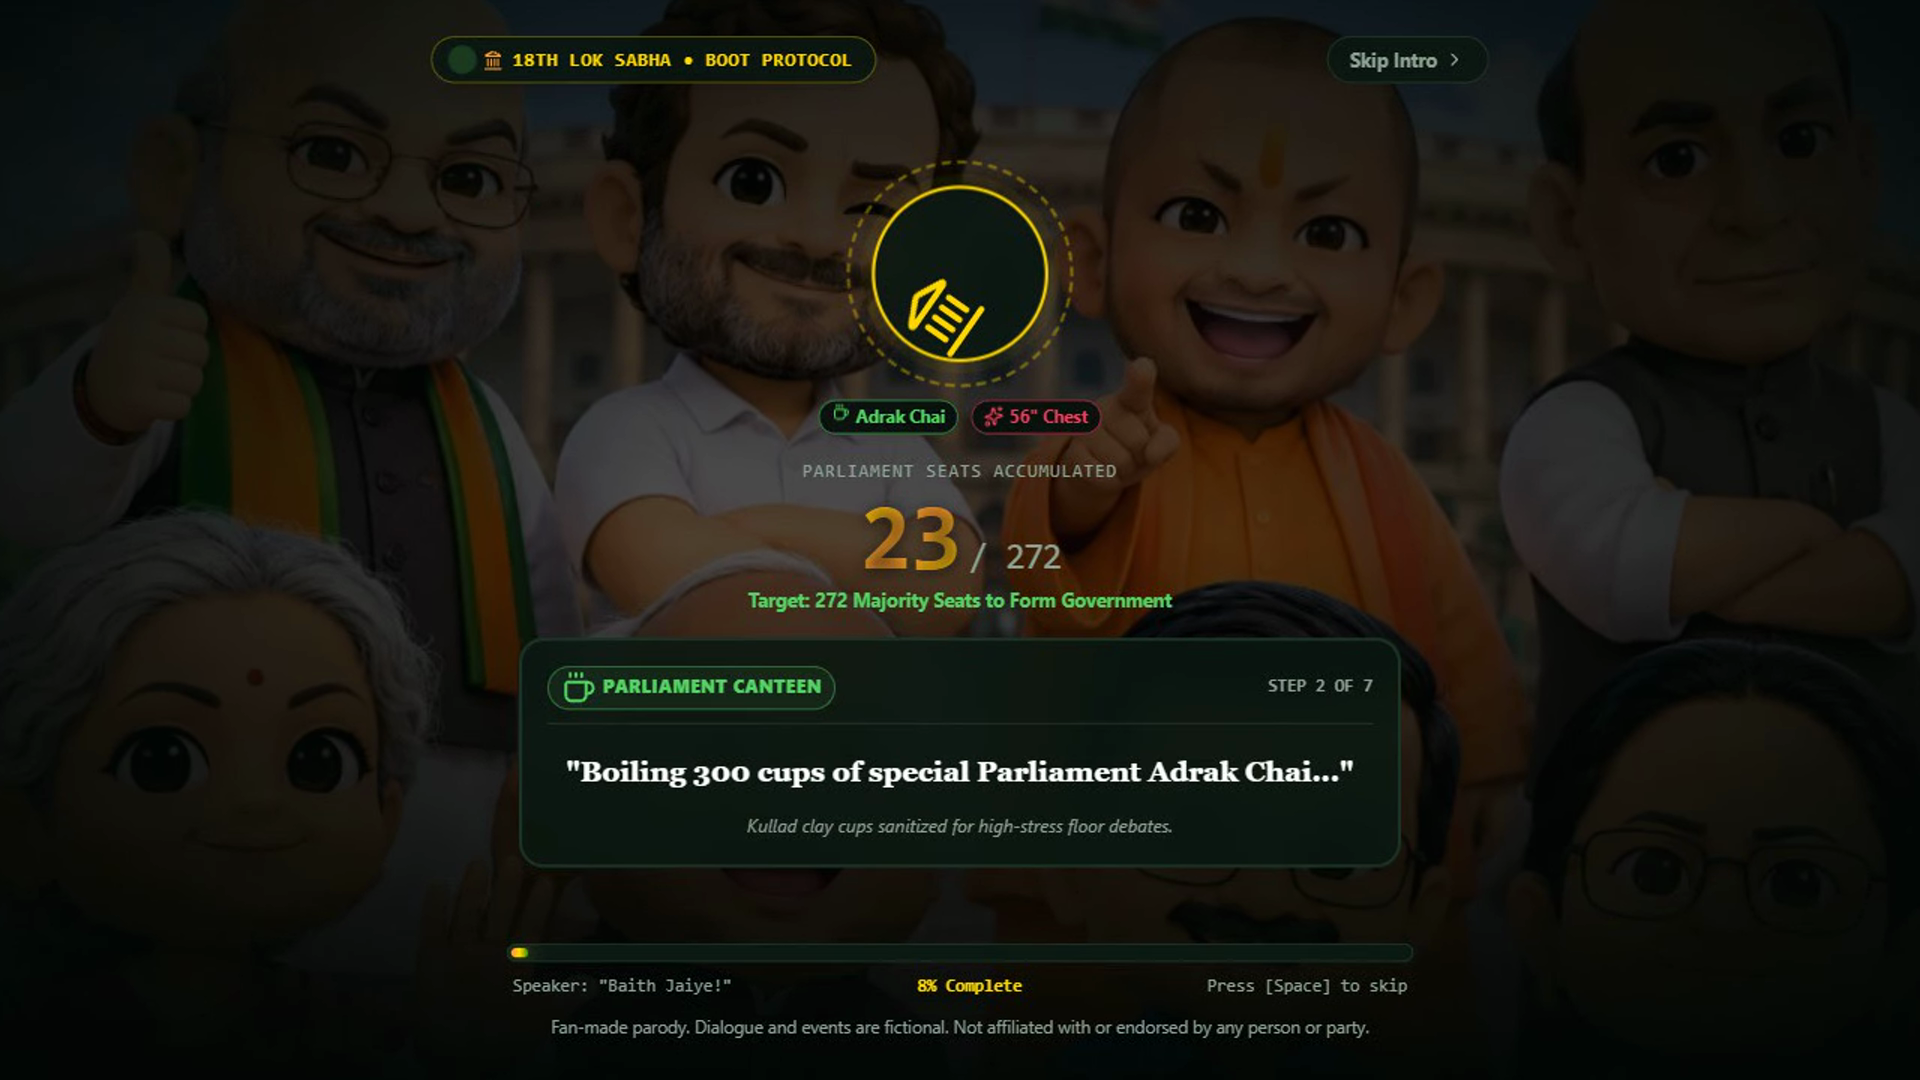 18TH LOK SABHA • BOOT PROTOCOL
Skip Intro
Adrak Chai
56" Chest
PARLIAMENT SEATS ACCUMULATED
23 / 272
Target: 272 Majority Seats to Form Government
PARLIAMENT CANTEEN
STEP 2 OF 7
"Boiling 300 cups of special Parliament Adrak Chai..."
Kullad clay cups sanitized for high-stress floor debates.
Speaker: "Baith Jaiye!"
8% Complete
Press [Space] to skip
Fan-made parody. Dialogue and events are fictional. Not affiliated with or endorsed by any person or party.